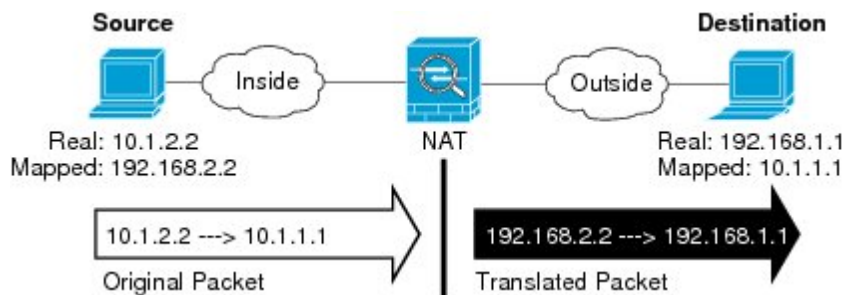 Source
Destination
Inside
Outside
NAT
Real: 10.1.2.2
Mapped: 192.168.2.2
Real: 192.168.1.1
Mapped: 10.1.1.1
10.1.2.2 ---> 10.1.1.1
192.168.2.2 ---> 192.168.1.1
Original Packet
Translated Packet